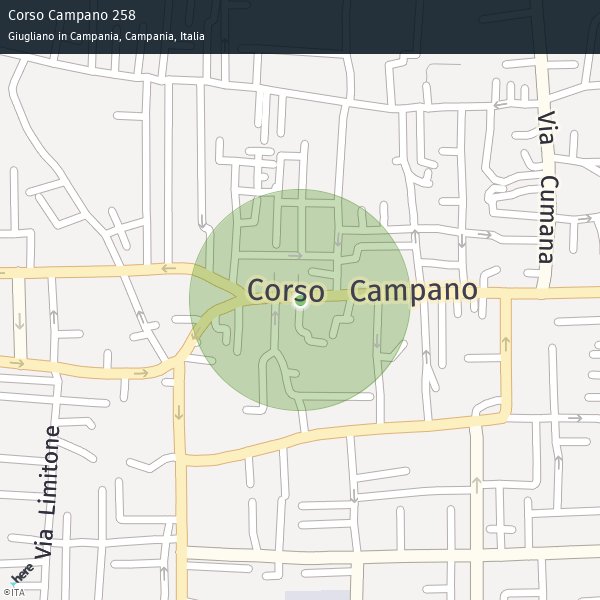 Corso Campano 258
Giugliano in Campania, Campania, Italia
Via Cumana
Corso Campano
Via Limitone
here
©ITA